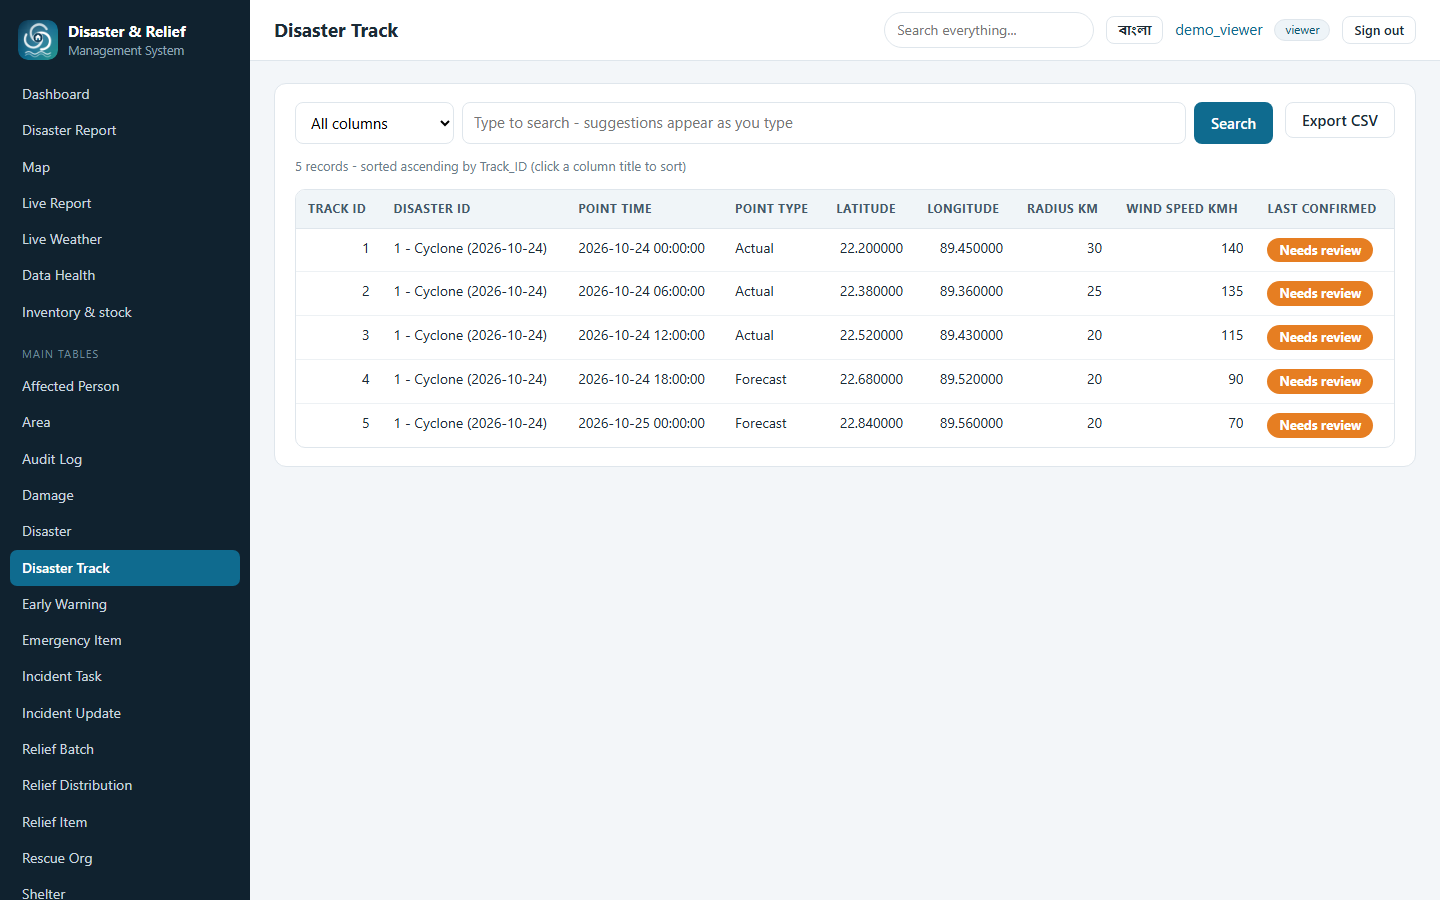 Disaster & Relief
Management System
Dashboard
Disaster Report
Map
Live Report
Live Weather
Data Health
Inventory & stock
MAIN TABLES
Affected Person
Area
Audit Log
Damage
Disaster
Disaster Track
Early Warning
Emergency Item
Incident Task
Incident Update
Relief Batch
Relief Distribution
Relief Item
Rescue Org
Shelter
Disaster Track
Search everything...
বাংলা
demo_viewer
viewer
Sign out
All columns
Type to search - suggestions appear as you type
Search
Export CSV
5 records - sorted ascending by Track_ID (click a column title to sort)
TRACK ID DISASTER ID POINT TIME POINT TYPE LATITUDE LONGITUDE RADIUS KM WIND SPEED KMH LAST CONFIRMED
1 1 - Cyclone (2026-10-24) 2026-10-24 00:00:00 Actual 22.200000 89.450000 30 140 Needs review
2 1 - Cyclone (2026-10-24) 2026-10-24 06:00:00 Actual 22.380000 89.360000 25 135 Needs review
3 1 - Cyclone (2026-10-24) 2026-10-24 12:00:00 Actual 22.520000 89.430000 20 115 Needs review
4 1 - Cyclone (2026-10-24) 2026-10-24 18:00:00 Forecast 22.680000 89.520000 20 90 Needs review
5 1 - Cyclone (2026-10-24) 2026-10-25 00:00:00 Forecast 22.840000 89.560000 20 70 Needs review